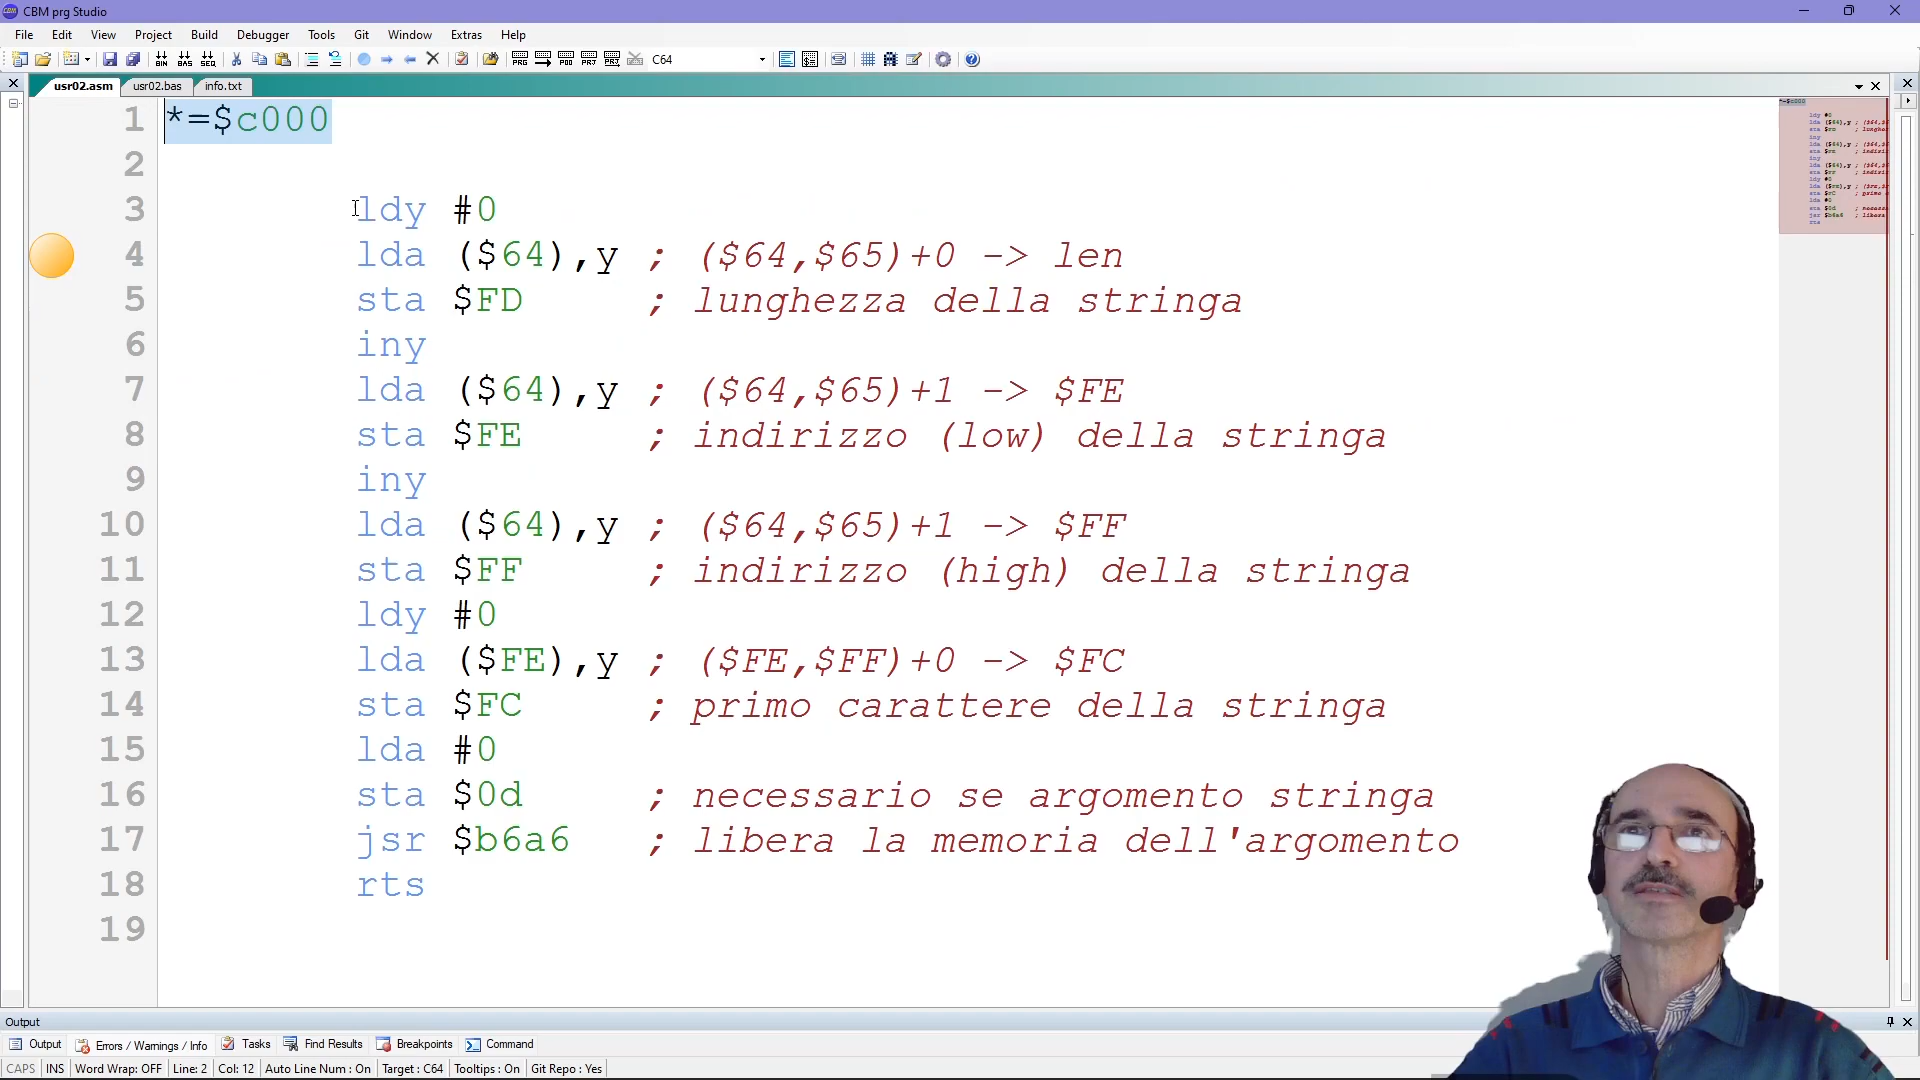 CBM prg Studio
File Edit View Project Build Debugger Tools Git Window Extras Help
C64
usr02.asm usr02.bas info.txt
1 *=$c000
2
3 ldy #0
4 lda ($64),y ; ($64,$65)+0 -> len
5 sta $FD ; lunghezza della stringa
6 iny
7 lda ($64),y ; ($64,$65)+1 -> $FE
8 sta $FE ; indirizzo (low) della stringa
9 iny
10 lda ($64),y ; ($64,$65)+1 -> $FF
11 sta $FF ; indirizzo (high) della stringa
12 ldy #0
13 lda ($FE),y ; ($FE,$FF)+0 -> $FC
14 sta $FC ; primo carattere della stringa
15 lda #0
16 sta $0d ; necessario se argomento stringa
17 jsr $b6a6 ; libera la memoria dell'argomento
18 rts
19
Output
Output Errors / Warnings / Info Tasks Find Results Breakpoints Command
CAPS INS Word Wrap: OFF Line: 2 Col: 12 Auto Line Num : On Target : C64 Tooltips : On Git Repo : Yes